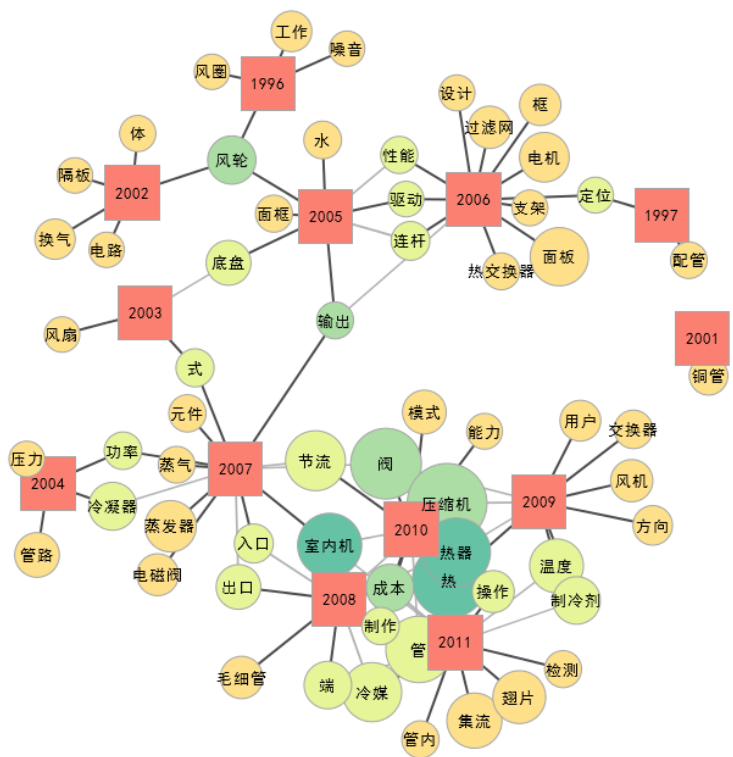 工作
噪音
风圈
1996
设计
框
体
过滤网
水
性能
电机
风轮
隔板
2002
驱动
2006
定位
面框
2005
支架
1997
换气
电路
连杆
底盘
热交换器
面板
配管
2003
输出
风扇
2001
式
铜管
元件
模式
用户
交换器
能力
功率
压力
蒸气
2007
节流
阀
2004
风机
冷凝器
压缩机
2009
蒸发器
2010
方向
管路
入口
室内机
热器
温度
电磁阀
热
出口
成本
操作
2008
制冷剂
制作
管
2011
毛细管
端
冷媒
检测
翅片
集流
管内